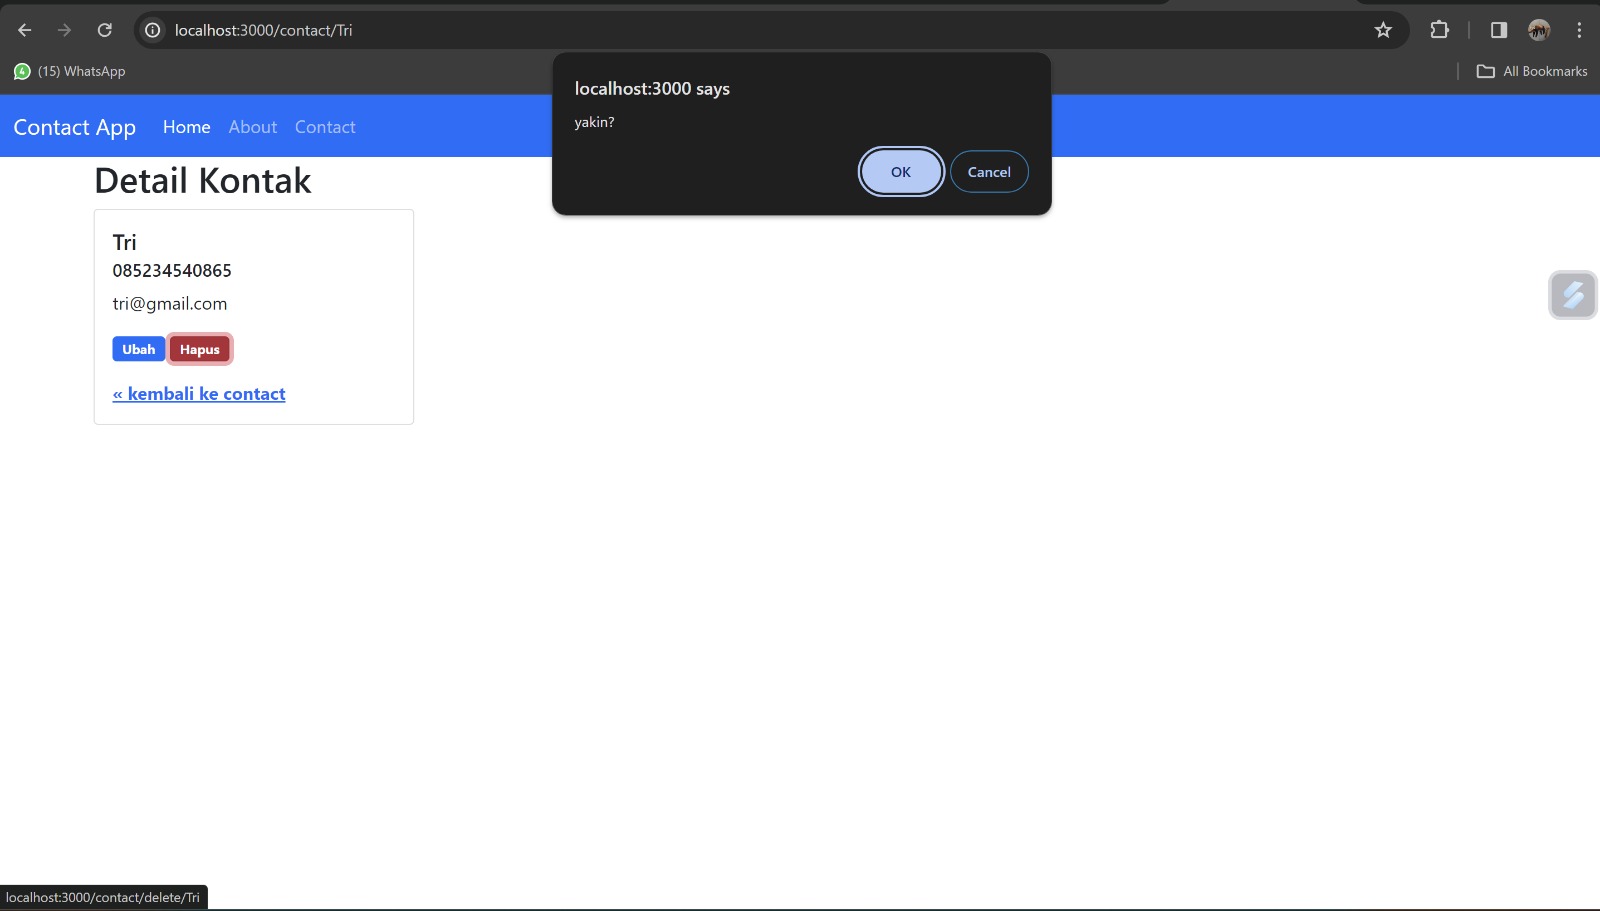 localhost:3000/contact/Tri
(15) WhatsApp
All Bookmarks
localhost:3000 says
yakin?
OK Cancel
Contact App Home About Contact
Detail Kontak
Tri
085234540865
tri@gmail.com
Ubah Hapus
« kembali ke contact
localhost:3000/contact/delete/Tri